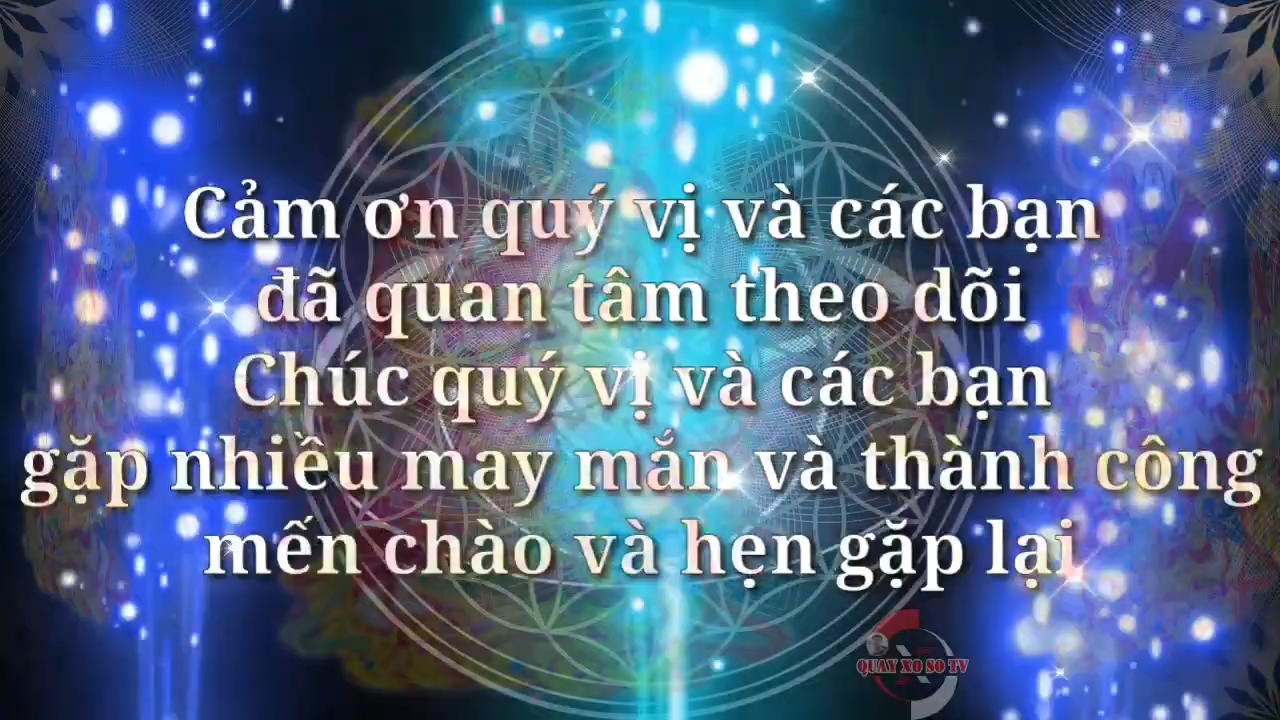 Cảm ơn quý vị và các bạn
đã quan tâm theo dõi
Chúc quý vị và các bạn
gặp nhiều may mắn và thành công
mến chào và hẹn gặp lại
QUAY XO SO TV